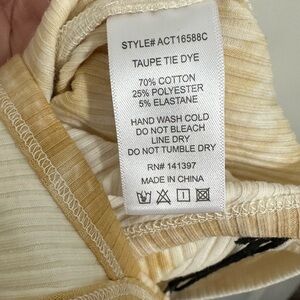 STYLE# ACT16588C
TAUPE TIE DYE
70% COTTON
25% POLYESTER
5% ELASTANE
HAND WASH COLD
DO NOT BLEACH
LINE DRY
DO NOT TUMBLE DRY
RN# 141397
MADE IN CHINA